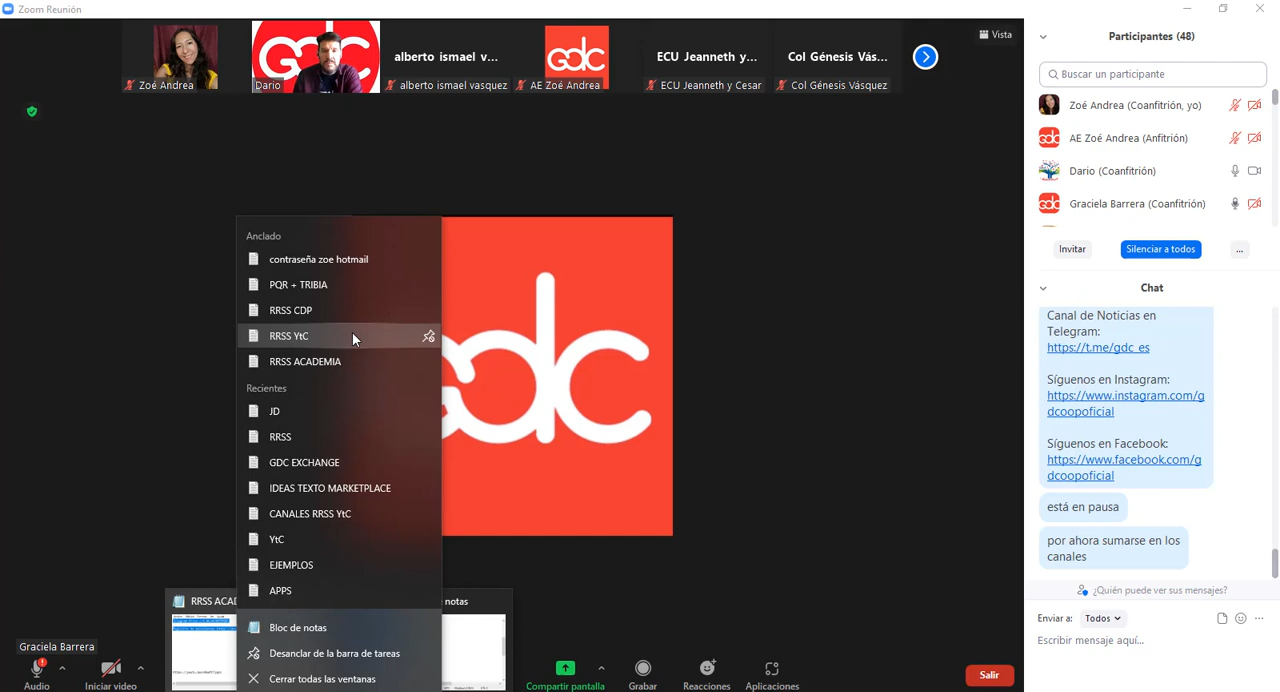 Zoom Reunión
Vista
Zoé Andrea
Dario
alberto ismael v...
alberto ismael vasquez
gdc
AE Zoé Andrea
ECU Jeanneth y...
ECU Jeanneth y Cesar
Col Génesis Vás...
Col Génesis Vásquez
Participantes (48)
Buscar un participante
Zoé Andrea (Coanfitrión, yo)
AE Zoé Andrea (Anfitrión)
Dario (Coanfitrión)
Graciela Barrera (Coanfitrión)
Invitar
Silenciar a todos
...
Chat
Canal de Noticias en
Telegram:
https://t.me/gdc_es
Síguenos en Instagram:
https://www.instagram.com/g
dcoopoficial
Síguenos en Facebook:
https://www.facebook.com/g
dcoopoficial
está en pausa
por ahora sumarse en los
canales
¿Quién puede ver sus mensajes?
Enviar a:
Todos
Escribir mensaje aquí...
Anclado
contraseña zoe hotmail
PQR + TRIBIA
RRSS CDP
RRSS YtC
RRSS ACADEMIA
Recientes
JD
RRSS
GDC EXCHANGE
IDEAS TEXTO MARKETPLACE
CANALES RRSS YtC
YtC
EJEMPLOS
APPS
Bloc de notas
Desanclar de la barra de tareas
Cerrar todas las ventanas
gdc
RRSS ACA
notas
Graciela Barrera
Audio
Iniciar video
Compartir pantalla
Grabar
Reacciones
Aplicaciones
Salir